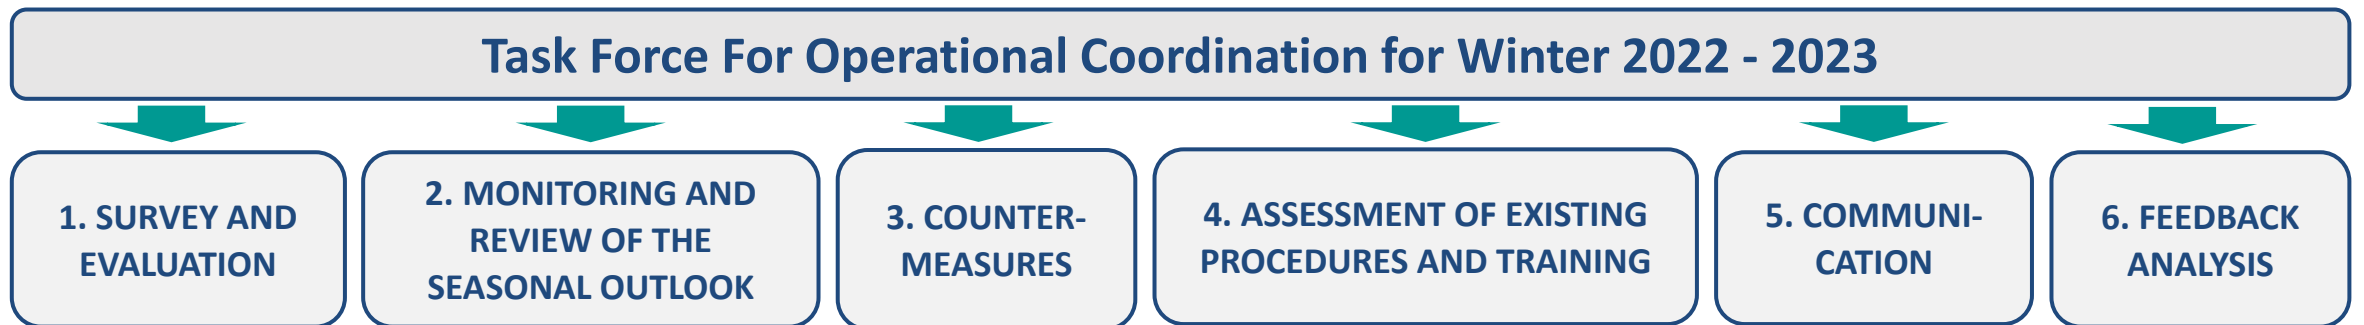 Task Force For Operational Coordination for Winter 2022 - 2023
1. SURVEY AND
EVALUATION
2. MONITORING AND
REVIEW OF THE
SEASONAL OUTLOOK
3. COUNTER-
MEASURES
4. ASSESSMENT OF EXISTING
PROCEDURES AND TRAINING
5. COMMUNI-
CATION
6. FEEDBACK
ANALYSIS